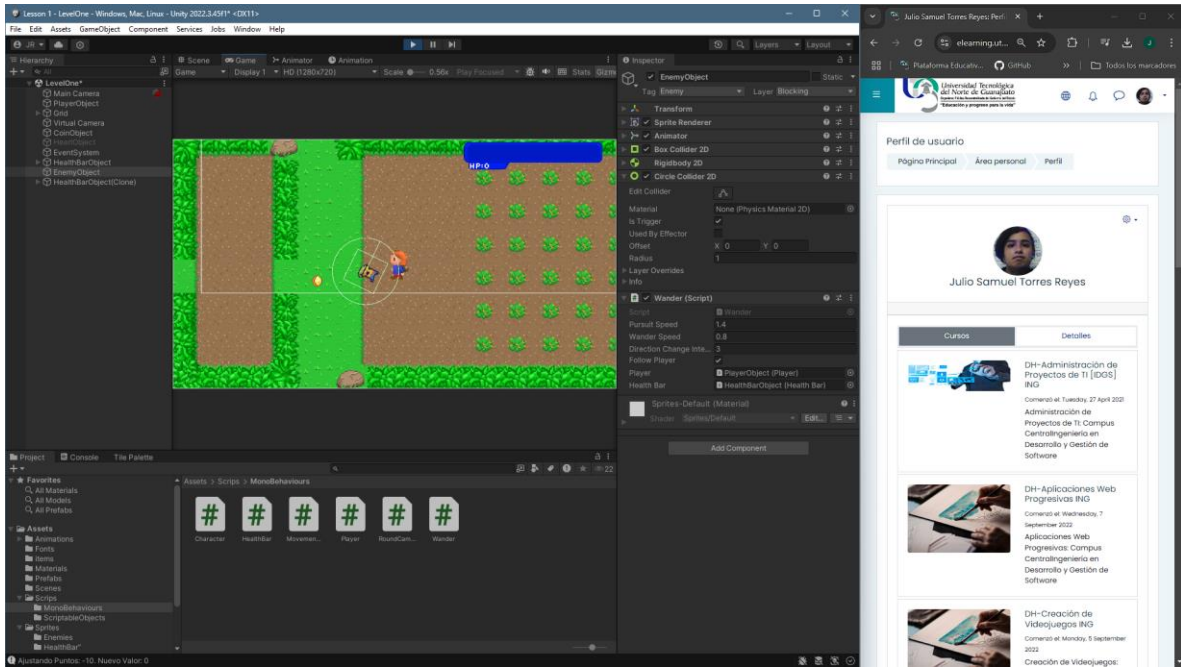 Lesson 1 - LevelOne - Windows, Mac, Linux - Unity 2022.3.45f1* <DX11>
File Edit Assets GameObject Component Services Jobs Window Help
JR
Layers Layout
Hierarchy
All
LevelOne*
Main Camera
PlayerObject
Grid
Virtual Camera
CoinObject
HeartObject
EventSystem
HealthBarObject
EnemyObject
HealthBarObject(Clone)
Scene Game Animator Animation
Game Display 1 HD (1280x720) Scale 0.56x Play Focused Stats Gizm
HP:0
Inspector
EnemyObject Static
Tag Enemy Layer Blocking
Transform
Sprite Renderer
Animator
Box Collider 2D
Rigidbody 2D
Circle Collider 2D
Edit Collider
Material None (Physics Material 2D)
Is Trigger
Used By Effector
Offset X 0 Y 0
Radius 1
Layer Overrides
Info
Wander (Script)
Script Wander
Pursuit Speed 1.4
Wander Speed 0.8
Direction Change Inte... 3
Follow Player
Player PlayerObject (Player)
Health Bar HealthBarObject (Health Bar)
Sprites-Default (Material)
Shader Sprites/Default Edit...
Add Component
Project Console Tile Palette
22
Favorites
All Materials
All Models
All Prefabs
Assets
Animations
Fonts
Items
Materials
Prefabs
Scenes
Scrips
MonoBehaviours
ScriptableObjects
Sprites
Enemies
HealthBar"
Assets > Scrips > MonoBehaviours
Character HealthBar Movemen... Player RoundCam... Wander
Ajustando Puntos: -10. Nuevo Valor: 0
Julio Samuel Torres Reyes: Perfi
elearning.ut...
J
Plataforma Educativ... GitHub >> Todos los marcadores
Universidad Tecnológica
del Norte de Guanajuato
"Educación y progreso para la vida"
Perfil de usuario
Página Principal Área personal Perfil
Julio Samuel Torres Reyes
Cursos Detalles
DH-Administración de
Proyectos de TI [IDGS]
ING
Comenzó el: Tuesday, 27 April 2021
Administración de
Proyectos de TI: Campus
CentralIngeniería en
Desarrollo y Gestión de
Software
DH-Aplicaciones Web
Progresivas ING
Comenzó el: Wednesday, 7
September 2022
Aplicaciones Web
Progresivas: Campus
CentralIngeniería en
Desarrollo y Gestión de
Software
DH-Creación de
Videojuegos ING
Comenzó el: Monday, 5 September
2022
Creación de Videojuegos: